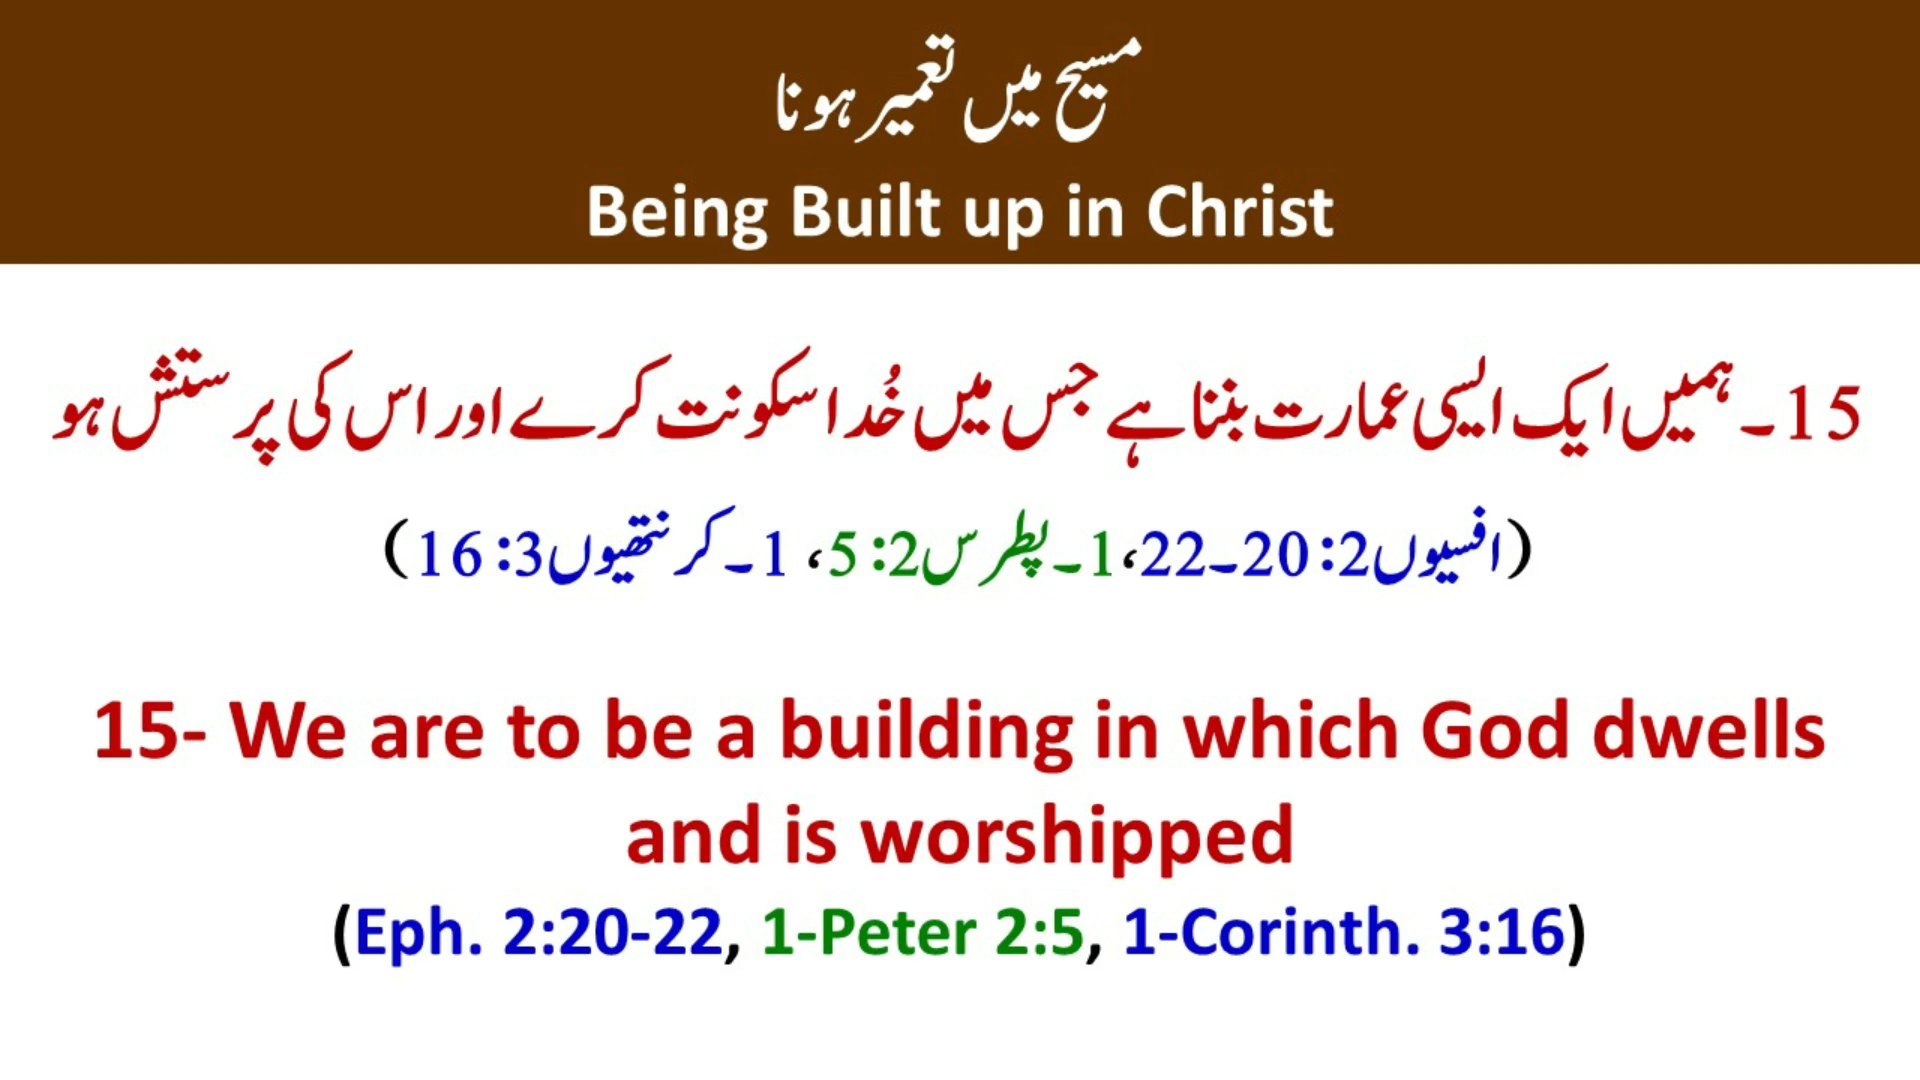 مسیح میں تعمیر ہونا
Being Built up in Christ
15۔ ہمیں ایک ایسی عمارت بننا ہے جس میں خُدا سکونت کرے اور اس کی پرستش ہو
(افسیوں2: 20۔22، 1۔پطرس2: 5، 1۔کرنتھیوں3: 16)
15- We are to be a building in which God dwells
and is worshipped
(Eph. 2:20-22, 1-Peter 2:5, 1-Corinth. 3:16)